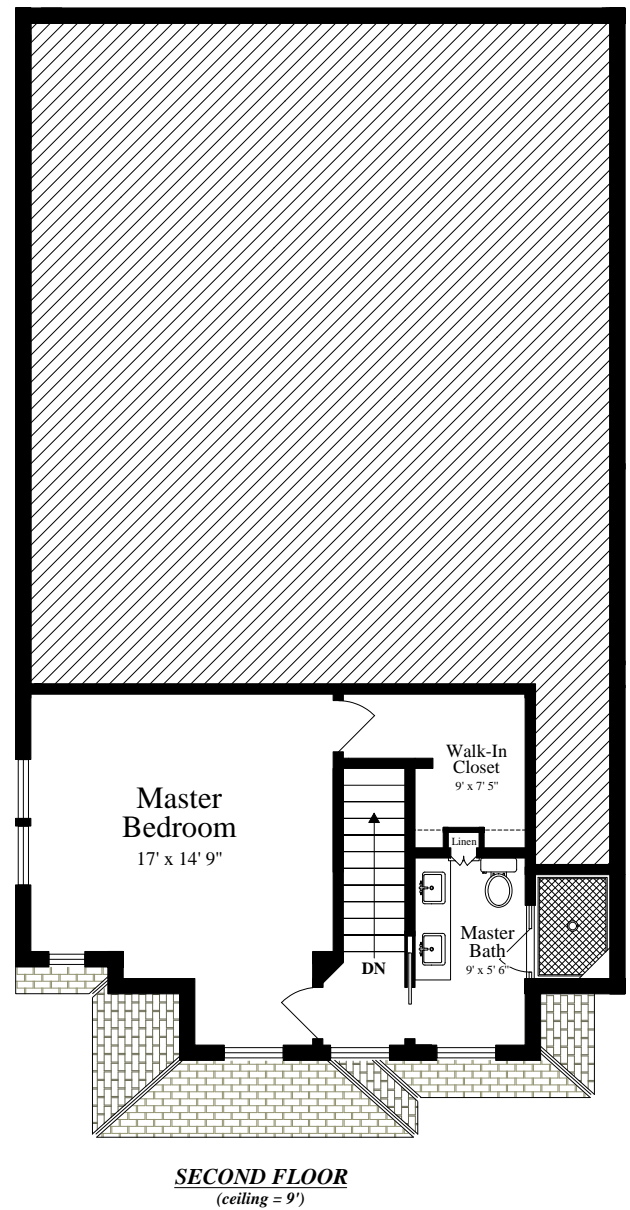 Walk-In
Closet
9' x 7' 5"
Master
Bedroom
17' x 14' 9"
Linen
Master
Bath
9' x 5' 6"
DN
SECOND FLOOR
(ceiling = 9')